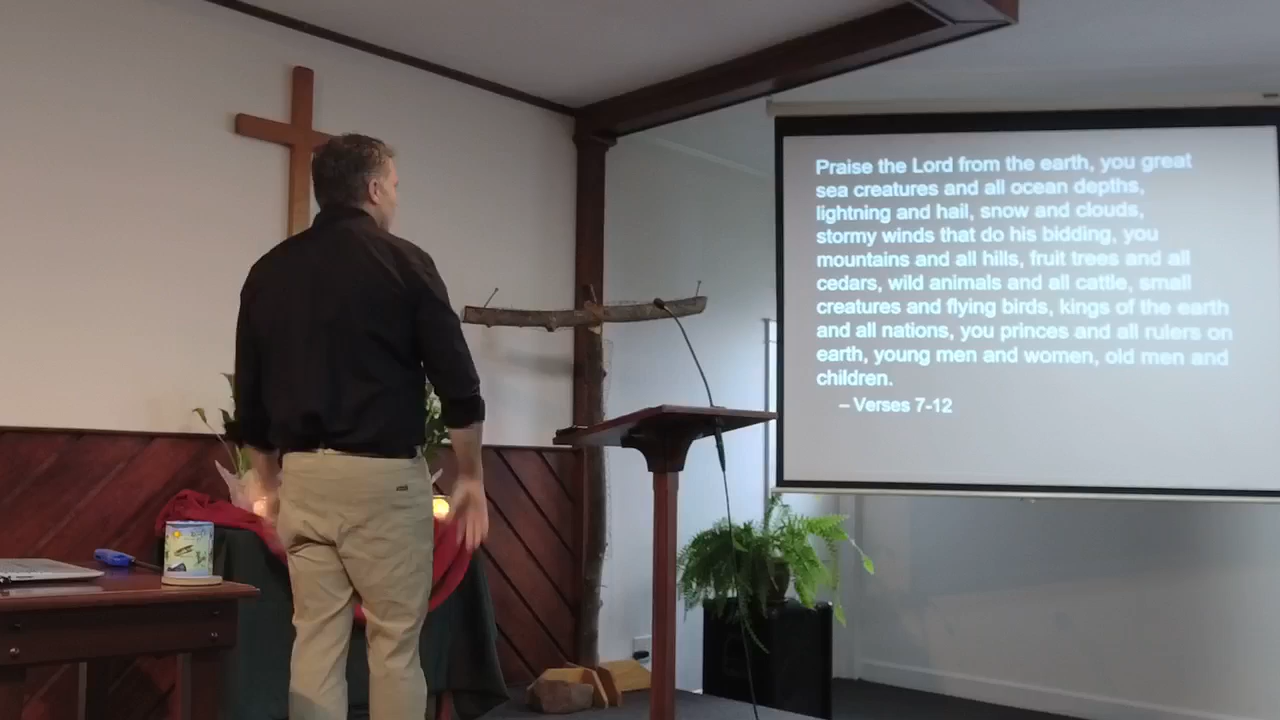 Praise the Lord from the earth, you great
sea creatures and all ocean depths,
lightning and hail, snow and clouds,
stormy winds that do his bidding, you
mountains and all hills, fruit trees and all
cedars, wild animals and all cattle, small
creatures and flying birds, kings of the earth
and all nations, you princes and all rulers on
earth, young men and women, old men and
children.
– Verses 7-12